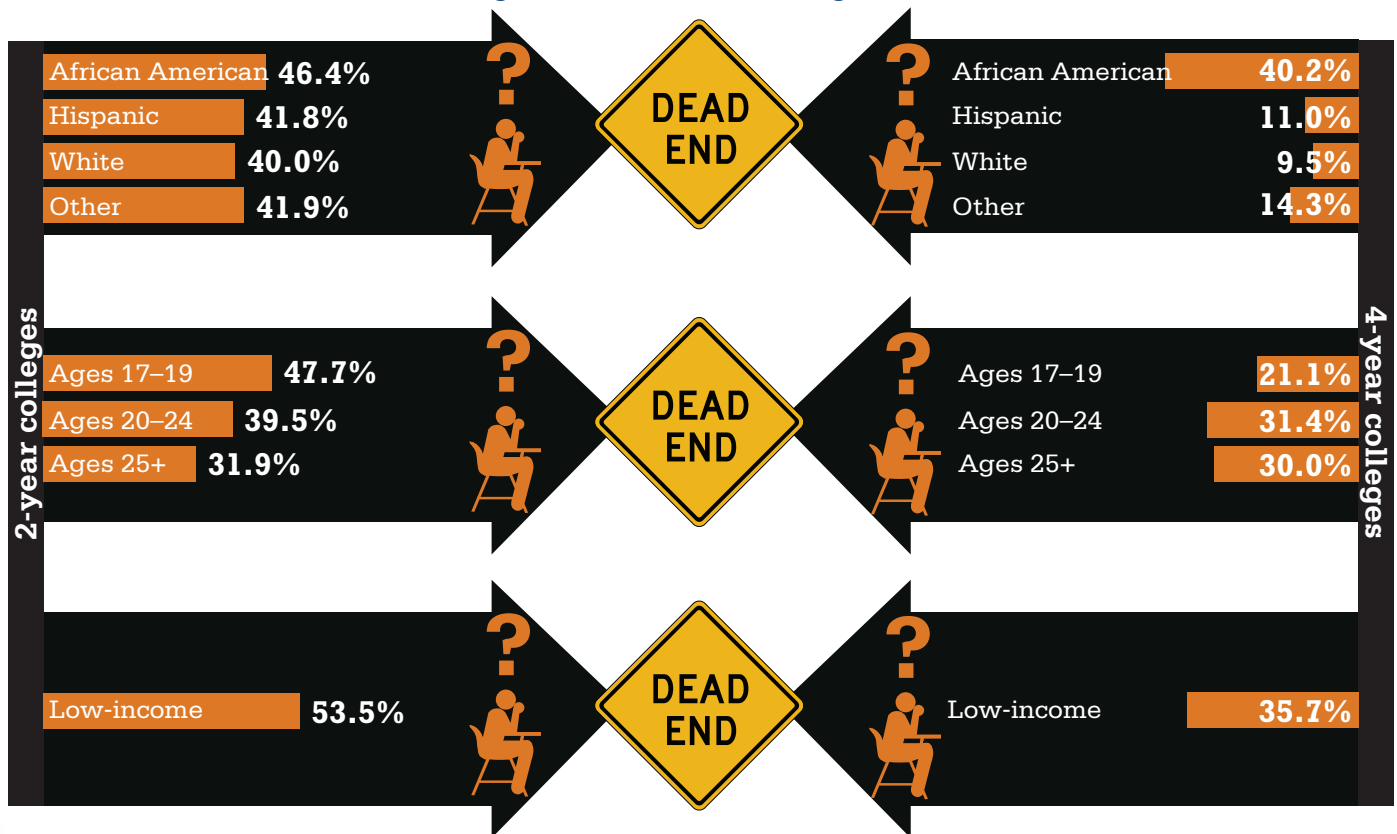 2-year colleges
African American 46.4%
Hispanic 41.8%
White 40.0%
Other 41.9%
?
DEAD
END
?
African American 40.2%
Hispanic 11.0%
White 9.5%
Other 14.3%
Ages 17–19 47.7%
Ages 20–24 39.5%
Ages 25+ 31.9%
?
DEAD
END
?
Ages 17–19 21.1%
Ages 20–24 31.4%
Ages 25+ 30.0%
Low-income 53.5%
?
DEAD
END
?
Low-income 35.7%
4-year colleges